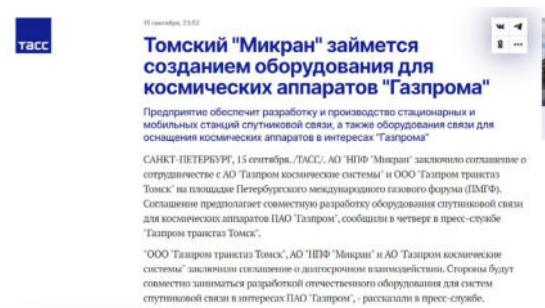 15 сентября, 23:52
ТАСС
Томский "Микран" займется
созданием оборудования для
космических аппаратов "Газпрома"
Предприятие обеспечит разработку и производство стационарных и
мобильных станций спутниковой связи, а также оборудования связи для
оснащения космических аппаратов в интересах "Газпрома"
САНКТ-ПЕТЕРБУРГ, 15 сентября. /ТАСС/. АО "НПФ "Микран" заключило соглашение о
сотрудничестве с АО "Газпром космические системы" и ООО "Газпром трансгаз
Томск" на площадке Петербургского международного газового форума (ПМГФ).
Соглашение предполагает совместную разработку оборудования спутниковой связи
для космических аппаратов ПАО "Газпром", сообщили в четверг в пресс-службе
"Газпром трансгаз Томск".
"ООО "Газпром трансгаз Томск", АО "НПФ "Микран" и АО "Газпром космические
системы" заключили соглашение о долгосрочном взаимодействии. Стороны будут
совместно заниматься разработкой отечественного оборудования для систем
спутниковой связи в интересах ПАО "Газпром", - рассказали в пресс-службе.